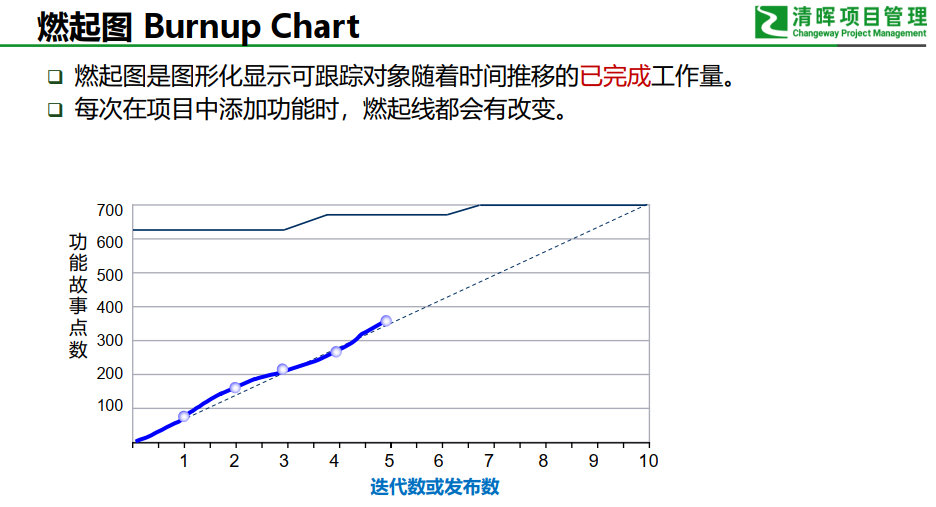 燃起图 Burnup Chart
清晖项目管理
Changeway Project Management
燃起图是图形化显示可跟踪对象随着时间推移的已完成工作量。
每次在项目中添加功能时，燃起线都会有改变。
功能故事点数
700
600
500
400
300
200
100
1 2 3 4 5 6 7 8 9 10
迭代数或发布数